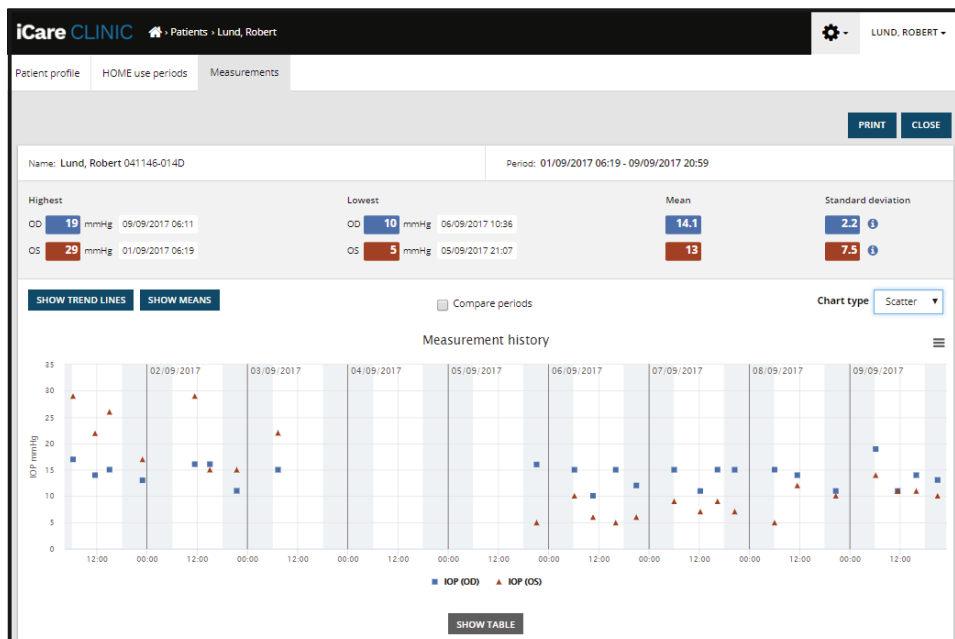 iCare CLINIC › Patients › Lund, Robert LUND, ROBERT
Patient profile HOME use periods Measurements
PRINT CLOSE
Name: Lund, Robert 041146-014D Period: 01/09/2017 06:19 - 09/09/2017 20:59
Highest Lowest Mean Standard deviation
OD 19 mmHg 09/09/2017 06:11 OD 10 mmHg 06/09/2017 10:36 14.1 2.2 i
OS 29 mmHg 01/09/2017 06:19 OS 5 mmHg 05/09/2017 21:07 13 7.5 i
SHOW TREND LINES SHOW MEANS Compare periods Chart type Scatter
Measurement history
02/09/2017 03/09/2017 04/09/2017 05/09/2017 06/09/2017 07/09/2017 08/09/2017 09/09/2017
35
30
25
20
15
10
5
0
IOP mmHg
12:00 00:00 12:00 00:00 12:00 00:00 12:00 00:00 12:00 00:00 12:00 00:00 12:00 00:00 12:00 00:00 12:00
IOP (OD) IOP (OS)
SHOW TABLE